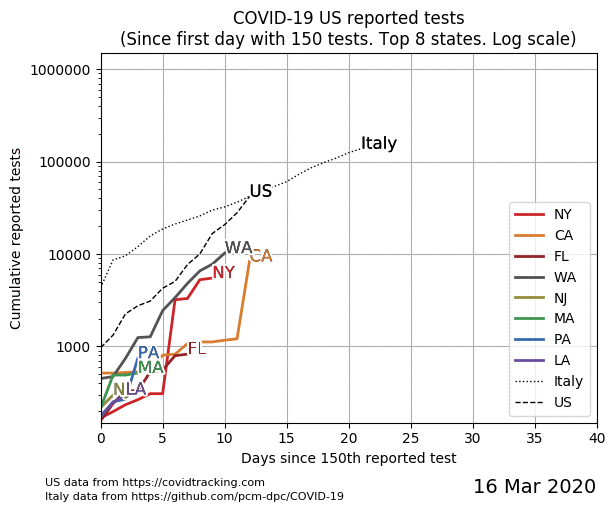 COVID-19 US reported tests
(Since first day with 150 tests. Top 8 states. Log scale)
Cumulative reported tests
1000000
100000
10000
1000
Italy
US
WA
CA
NY
PA
FL
MA
NJ
LA
NY
CA
FL
WA
NJ
MA
PA
LA
Italy
US
0 5 10 15 20 25 30 35 40
Days since 150th reported test
US data from https://covidtracking.com
Italy data from https://github.com/pcm-dpc/COVID-19
16 Mar 2020